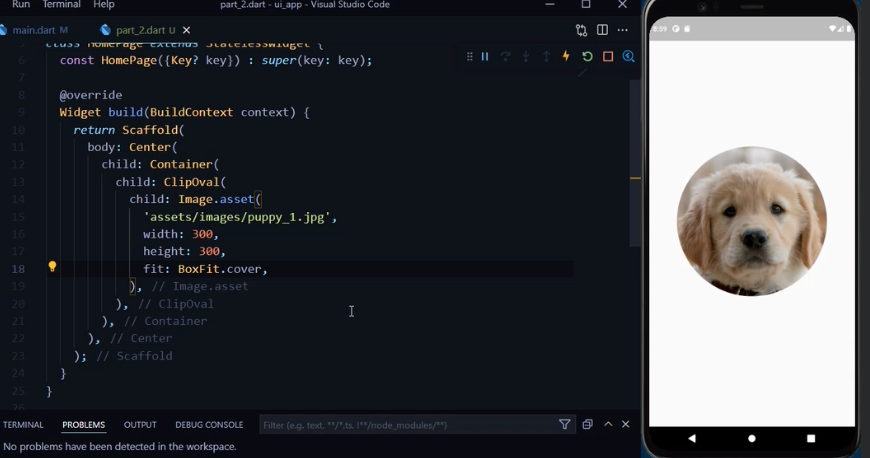 Run Terminal Help part_2.dart - ui_app - Visual Studio Code
main.dart M part_2.dart U
class HomePage extends StatelessWidget {
6 const HomePage({Key? key}) : super(key: key);
7
8 @override
9 Widget build(BuildContext context) {
10 return Scaffold(
11 body: Center(
12 child: Container(
13 child: ClipOval(
14 child: Image.asset(
15 'assets/images/puppy_1.jpg',
16 width: 300,
17 height: 300,
18 fit: BoxFit.cover,
19 ), // Image.asset
20 ), // ClipOval
21 ), // Container
22 ), // Center
23 ); // Scaffold
24 }
25 }
26
TERMINAL PROBLEMS OUTPUT DEBUG CONSOLE Filter (e.g. text, **/*.ts, !**/node_modules/**)
No problems have been detected in the workspace.